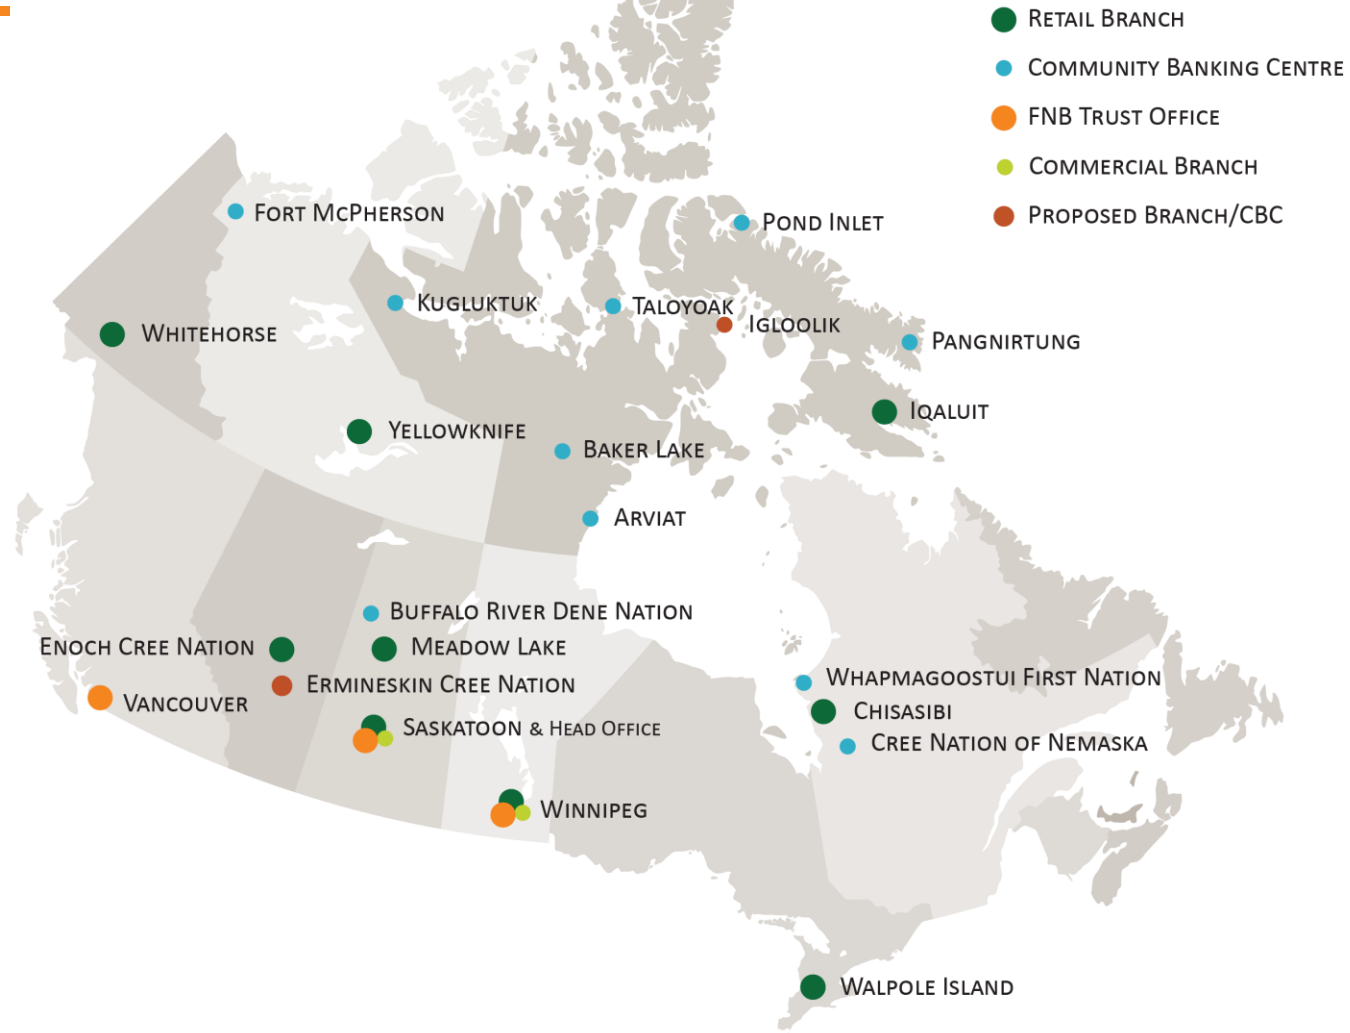 Retail Branch
Community Banking Centre
FNB Trust Office
Commercial Branch
Proposed Branch/CBC
Fort McPherson
Pond Inlet
Kugluktuk
Taloyoak
Igloolik
Whitehorse
Pangnirtung
Iqaluit
Yellowknife
Baker Lake
Arviat
Buffalo River Dene Nation
Enoch Cree Nation
Meadow Lake
Ermineskin Cree Nation
Whapmagoostui First Nation
Vancouver
Chisasibi
Saskatoon & Head Office
Cree Nation of Nemaska
Winnipeg
Walpole Island